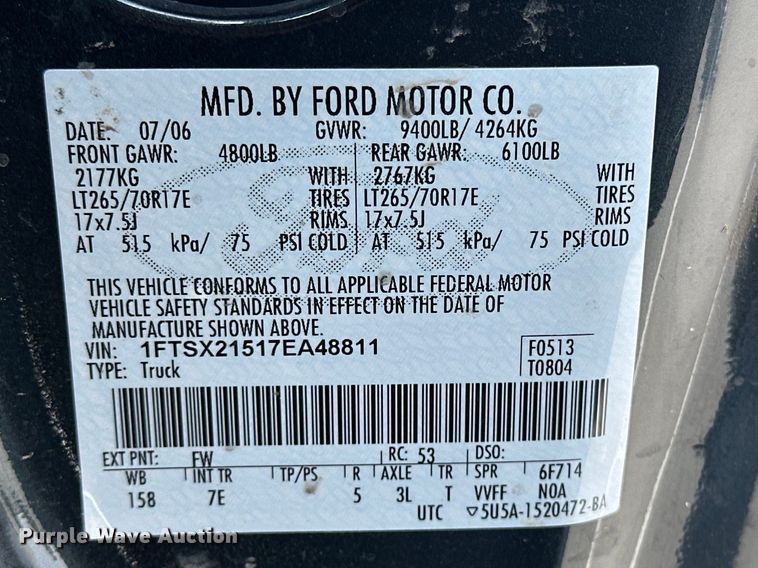 MFD. BY FORD MOTOR CO.
DATE: 07/06 GVWR: 9400LB/ 4264KG
FRONT GAWR: 4800LB REAR GAWR: 6100LB
2177KG WITH 2767KG WITH
LT265/70R17E TIRES LT265/70R17E TIRES
17x7.5J RIMS 17x7.5J RIMS
AT 515 kPa/ 75 PSI COLD AT 515 kPa/ 75 PSI COLD
THIS VEHICLE CONFORMS TO ALL APPLICABLE FEDERAL MOTOR
VEHICLE SAFETY STANDARDS IN EFFECT ON THE DATE OF
MANUFACTURE SHOWN ABOVE.
VIN: 1FTSX21517EA48811 F0513
TYPE: Truck T0804
EXT PNT: FW RC: 53 DSO:
WB INT TR TP/PS R AXLE TR SPR 6F714
158 7E 5 3L T VVFF NOA
UTC ▽5U5A-1520472-BA
Purple Wave Auction